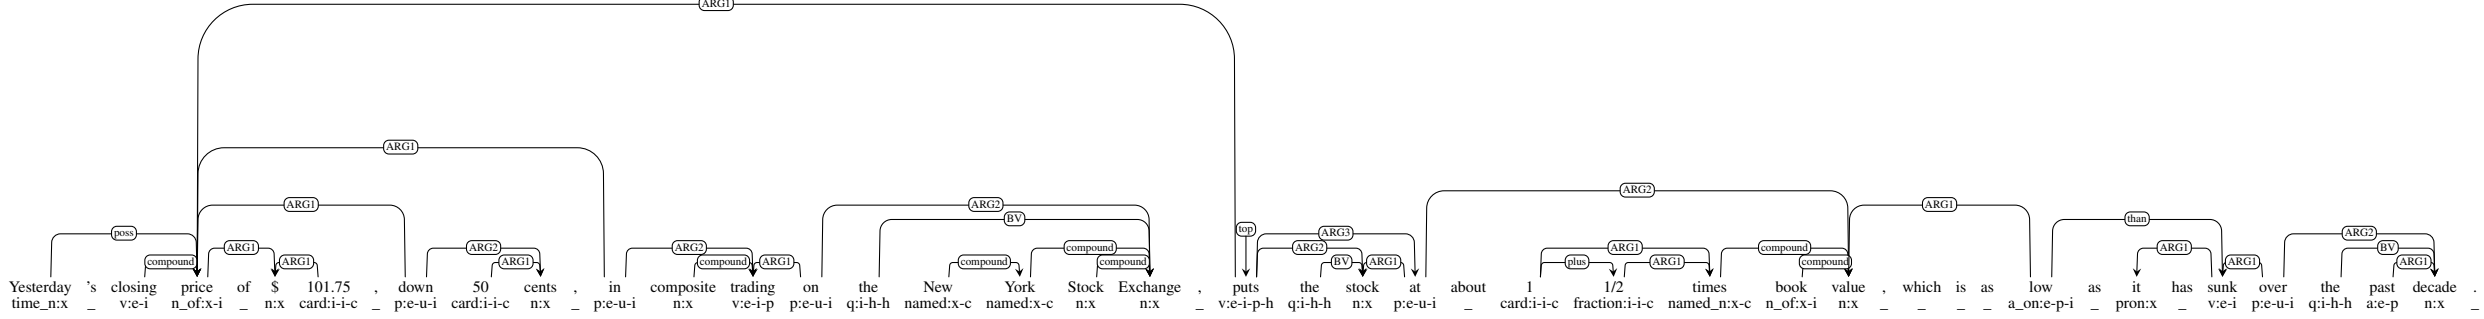 ARG1
ARG1
ARG2
ARG1 ARG2 ARG1
BV than
poss top ARG3 ARG2
ARG1 ARG2 ARG2 compound ARG2 ARG1 compound ARG1 BV
compound ARG1 ARG1 compound ARG1 compound compound BV ARG1 plus ARG1 compound ARG1 ARG1
Yesterday 's closing price of $ 101.75 , down 50 cents , in composite trading on the New York Stock Exchange , puts the stock at about 1 1/2 times book value , which is as low as it has sunk over the past decade .
time_n:x _ v:e-i n_of:x-i _ n:x card:i-i-c _ p:e-u-i card:i-i-c n:x _ p:e-u-i n:x v:e-i-p p:e-u-i q:i-h-h named:x-c named:x-c n:x n:x _ v:e-i-p-h q:i-h-h n:x p:e-u-i _ card:i-i-c fraction:i-i-c named_n:x-c n_of:x-i n:x _ _ _ _ a_on:e-p-i _ pron:x _ v:e-i p:e-u-i q:i-h-h a:e-p n:x _